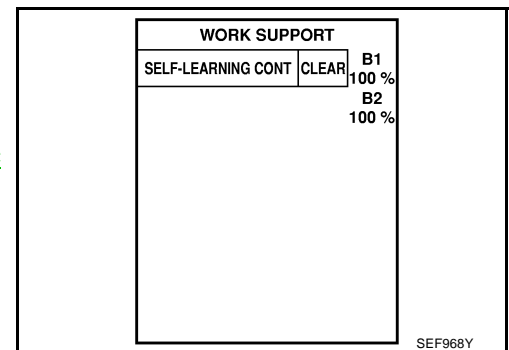 WORK SUPPORT
SELF-LEARNING CONT CLEAR B1
100 %
B2
100 %
SEF968Y